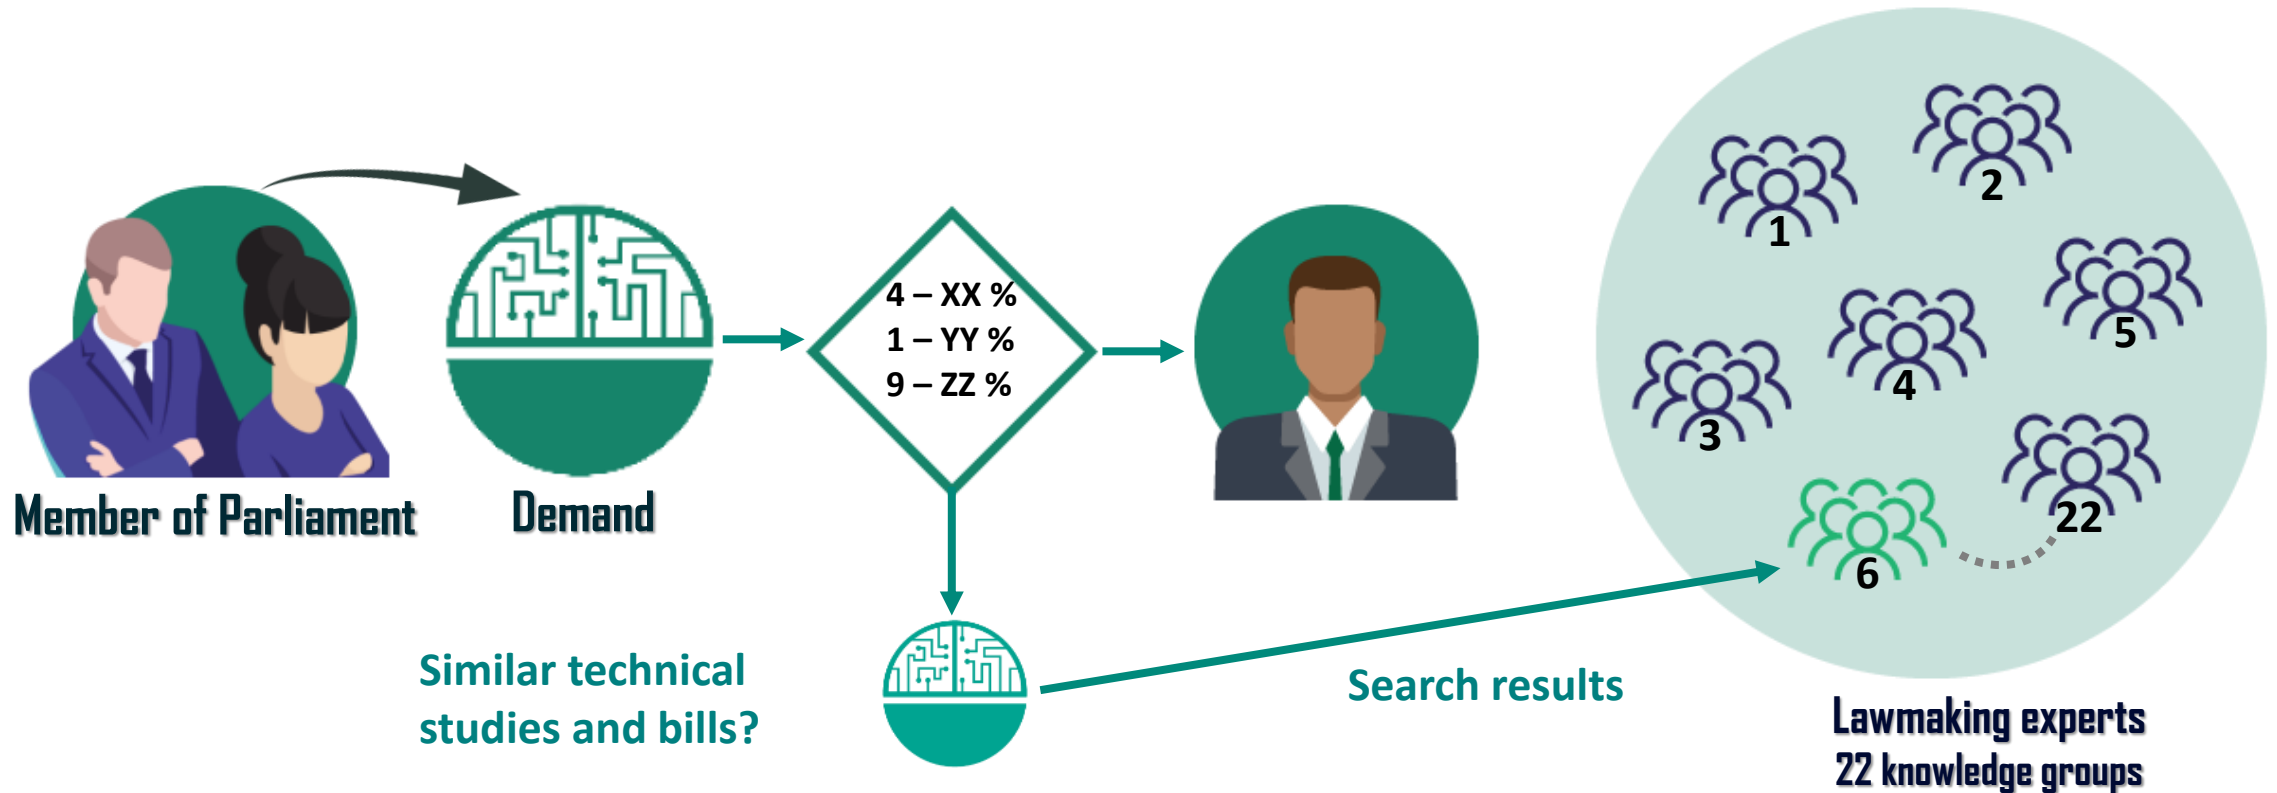 Member of Parliament
Demand
4 – XX %
1 – YY %
9 – ZZ %
1
2
3
4
5
6
22
Similar technical
studies and bills?
Search results
Lawmaking experts
22 knowledge groups